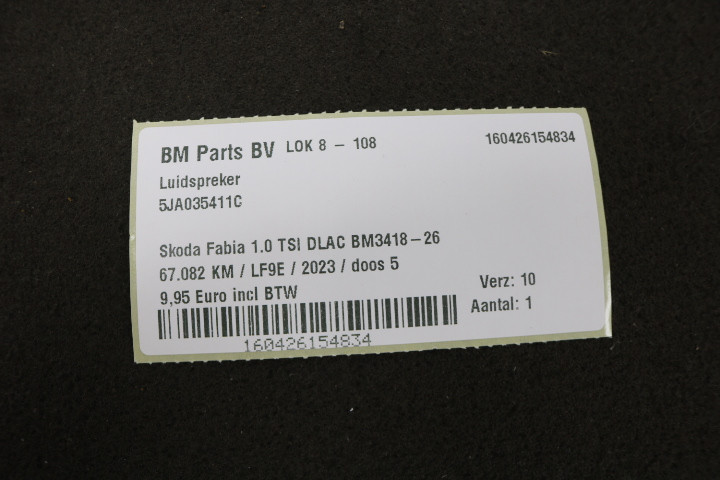 BM Parts BV LOK 8 - 108 160426154834
Luidspreker
5JA035411C
Skoda Fabia 1.0 TSI DLAC BM3418-26
67.082 KM / LF9E / 2023 / doos 5
9,95 Euro incl BTW
Verz: 10
Aantal: 1
160426154834